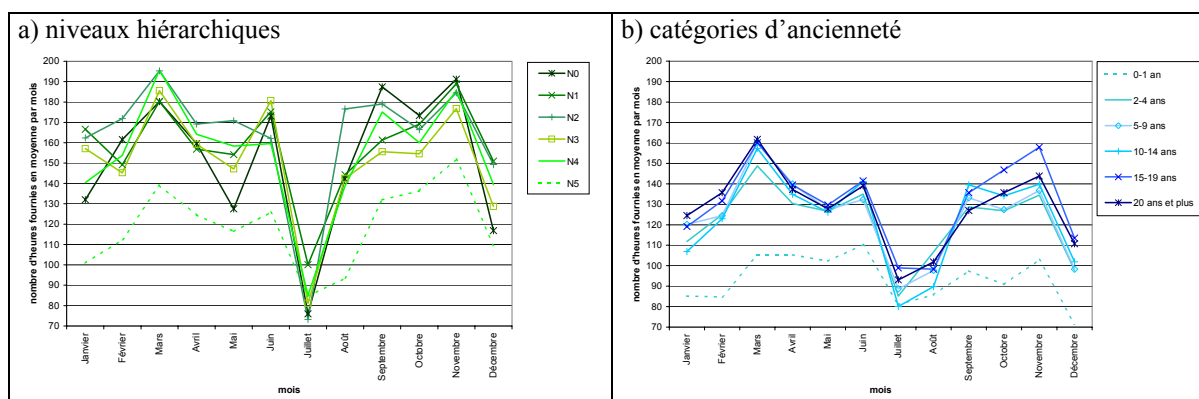 a) niveaux hiérarchiques
nombre d'heures fournies en moyenne par mois
200
190
180
170
160
150
140
130
120
110
100
90
80
70
Janvier
Février
Mars
Avril
Mai
Juin
Juillet
Août
Septembre
Octobre
Novembre
Décembre
mois
N0
N1
N2
N3
N4
N5
b) catégories d'ancienneté
nombre d'heures fournies en moyenne par mois
200
190
180
170
160
150
140
130
120
110
100
90
80
70
Janvier
Février
Mars
Avril
Mai
Juin
Juillet
Août
Septembre
Octobre
Novembre
Décembre
mois
0-1 an
2-4 ans
5-9 ans
10-14 ans
15-19 ans
20 ans et plus